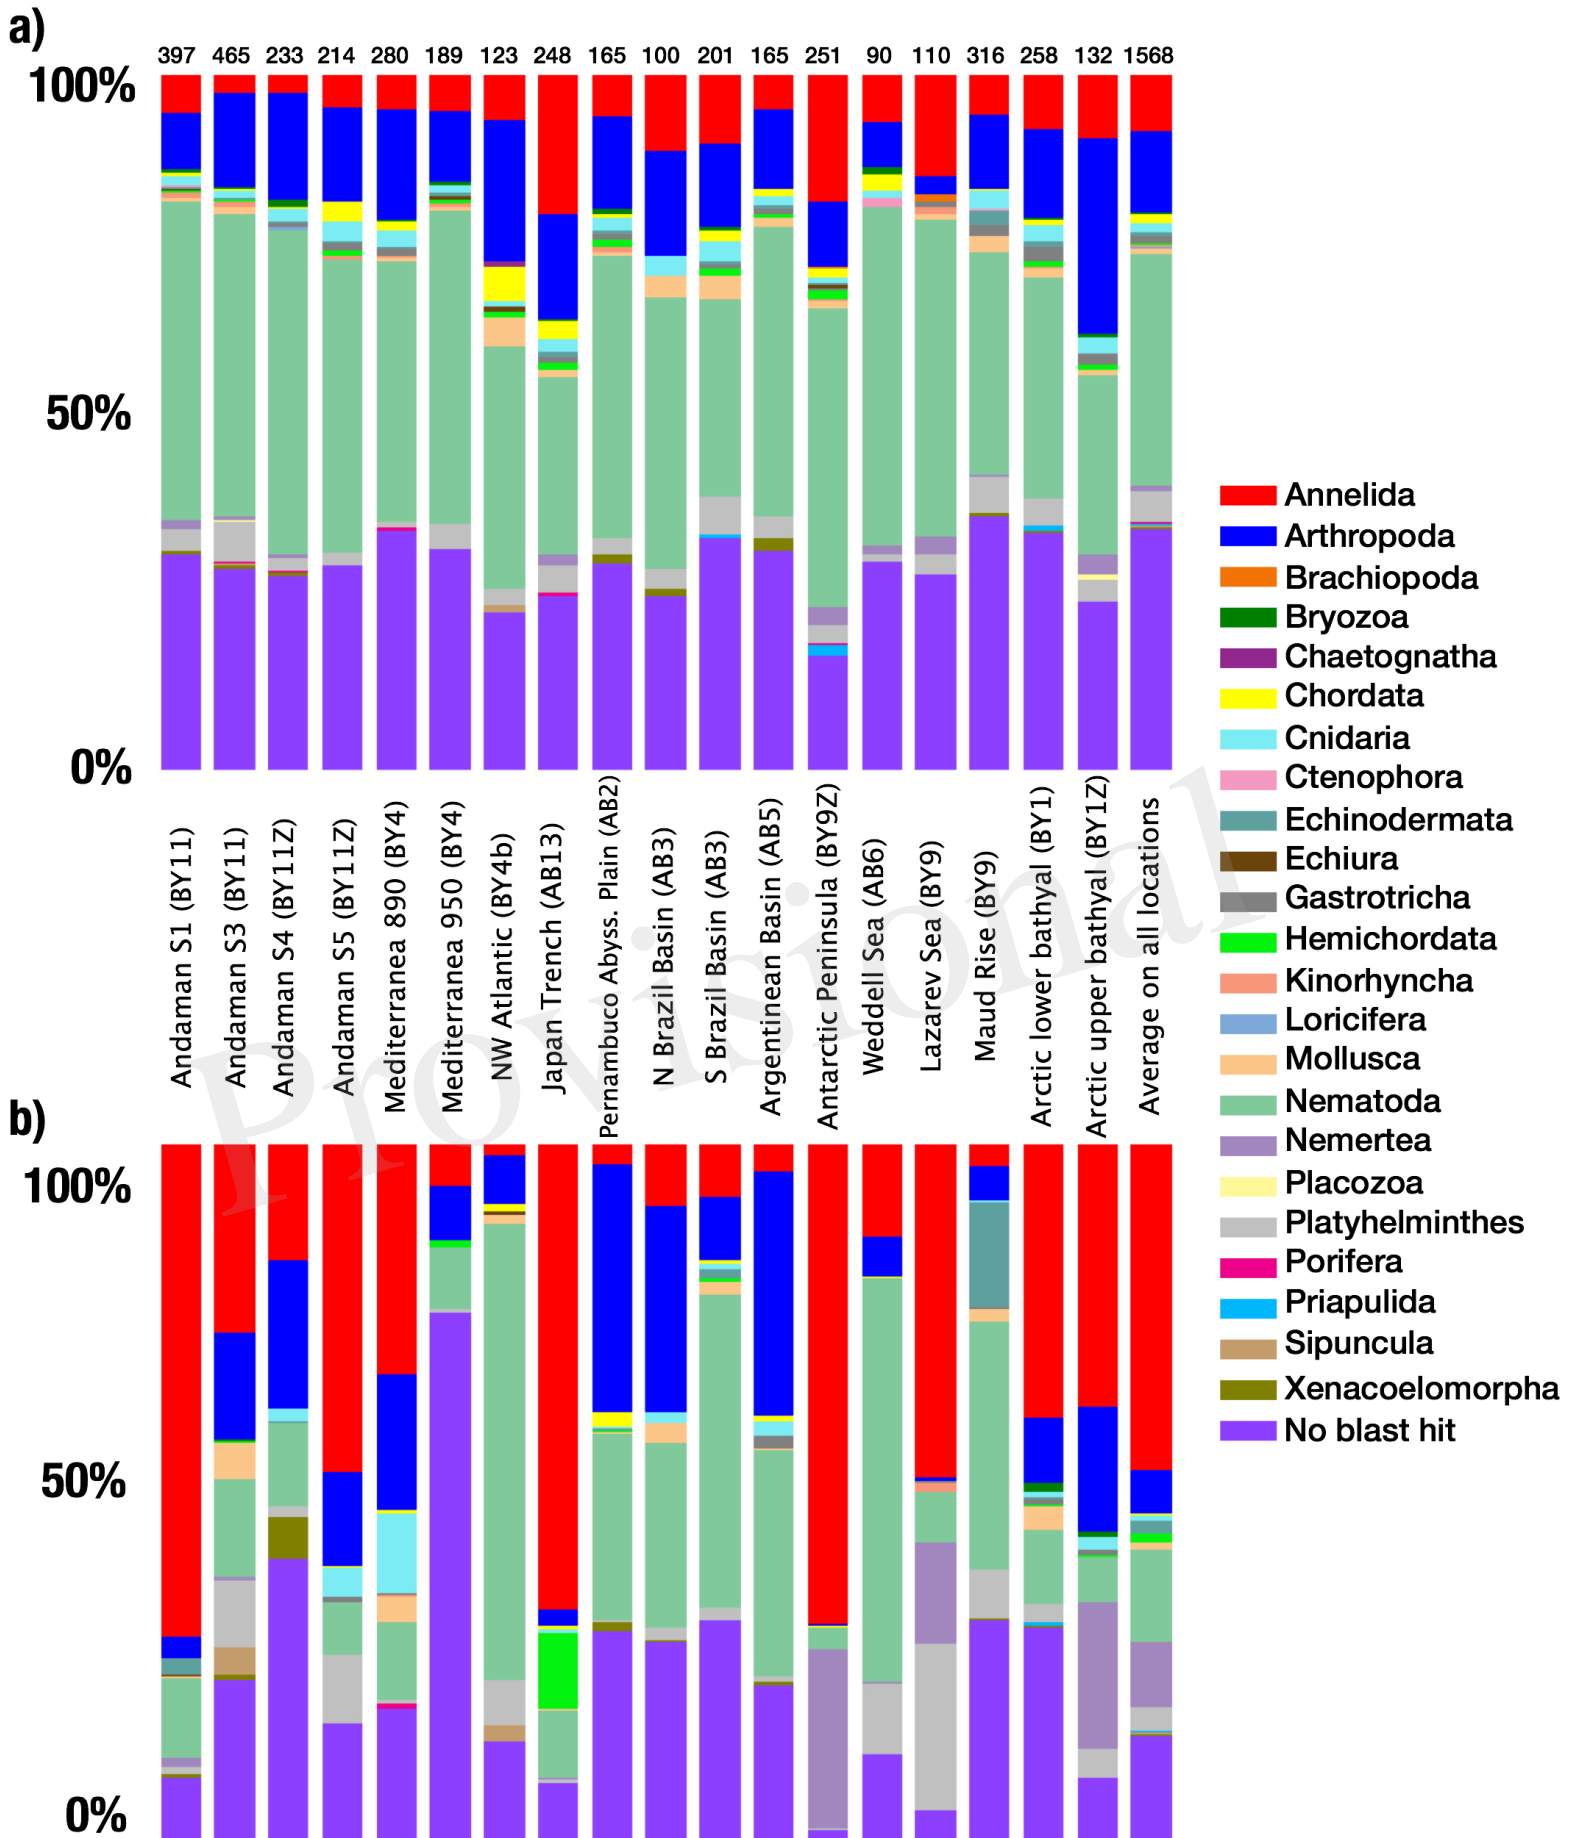 a)
397 465 233 214 280 189 123 248 165 100 201 165 251 90 110 316 258 132 1568
100%
50%
0%
Andaman S1 (BY11)
Andaman S3 (BY11)
Andaman S4 (BY11Z)
Andaman S5 (BY11Z)
Mediterranea 890 (BY4)
Mediterranea 950 (BY4)
NW Atlantic (BY4b)
Japan Trench (AB13)
Pernambuco Abyss. Plain (AB2)
N Brazil Basin (AB3)
S Brazil Basin (AB3)
Argentinean Basin (AB5)
Antarctic Peninsula (BY9Z)
Weddell Sea (AB6)
Lazarev Sea (BY9)
Maud Rise (BY9)
Arctic lower bathyal (BY1)
Arctic upper bathyal (BY1Z)
Average on all locations
Provisional
b)
100%
50%
0%
Annelida
Arthropoda
Brachiopoda
Bryozoa
Chaetognatha
Chordata
Cnidaria
Ctenophora
Echinodermata
Echiura
Gastrotricha
Hemichordata
Kinorhyncha
Loricifera
Mollusca
Nematoda
Nemertea
Placozoa
Platyhelminthes
Porifera
Priapulida
Sipuncula
Xenacoelomorpha
No blast hit